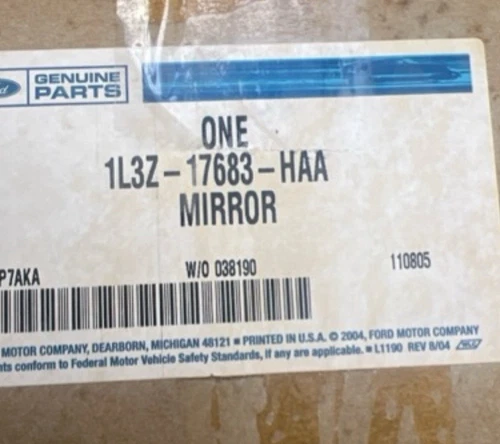 GENUINE
PARTS
ONE
1L3Z-17683-HAA
MIRROR
P7AKA W/O 038190 110805
MOTOR COMPANY, DEARBORN, MICHIGAN 48121 ■ PRINTED IN U.S.A. © 2004, FORD MOTOR COMPANY
conform to Federal Motor Vehicle Safety Standards, if any are applicable. ■ L1190 REV 8/04